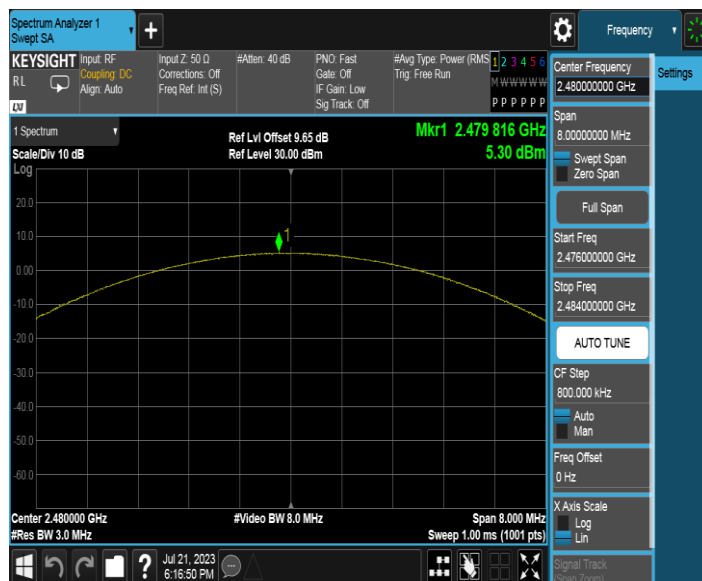 Spectrum Analyzer 1
Swept SA
+
Frequency
KEYSIGHT
RL
LXI
Input: RF
Coupling: DC
Align: Auto
Input Z: 50 Ω
Corrections: Off
Freq Ref: Int (S)
#Atten: 40 dB
PNO: Fast
Gate: Off
IF Gain: Low
Sig Track: Off
#Avg Type: Power (RMS
Trig: Free Run
1 2 3 4 5 6
M W W W W W
P P P P P P
1 Spectrum
Scale/Div 10 dB
Ref Lvl Offset 9.65 dB
Ref Level 30.00 dBm
Mkr1 2.479 816 GHz
5.30 dBm
Log
20.0
10.0
0.00
-10.0
-20.0
-30.0
-40.0
-50.0
-60.0
1
Center 2.480000 GHz
#Res BW 3.0 MHz
#Video BW 8.0 MHz
Span 8.000 MHz
Sweep 1.00 ms (1001 pts)
Jul 21, 2023
6:16:50 PM
?
Center Frequency
2.480000000 GHz
Settings
Span
8.00000000 MHz
Swept Span
Zero Span
Full Span
Start Freq
2.476000000 GHz
Stop Freq
2.484000000 GHz
AUTO TUNE
CF Step
800.000 kHz
Auto
Man
Freq Offset
0 Hz
X Axis Scale
Log
Lin
Signal Track
(Span Zoom)